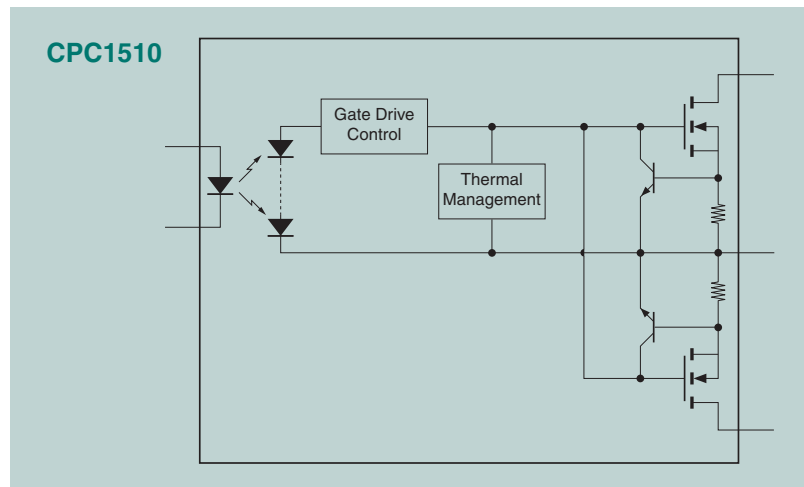 CPC1510
Gate Drive
Control
Thermal
Management